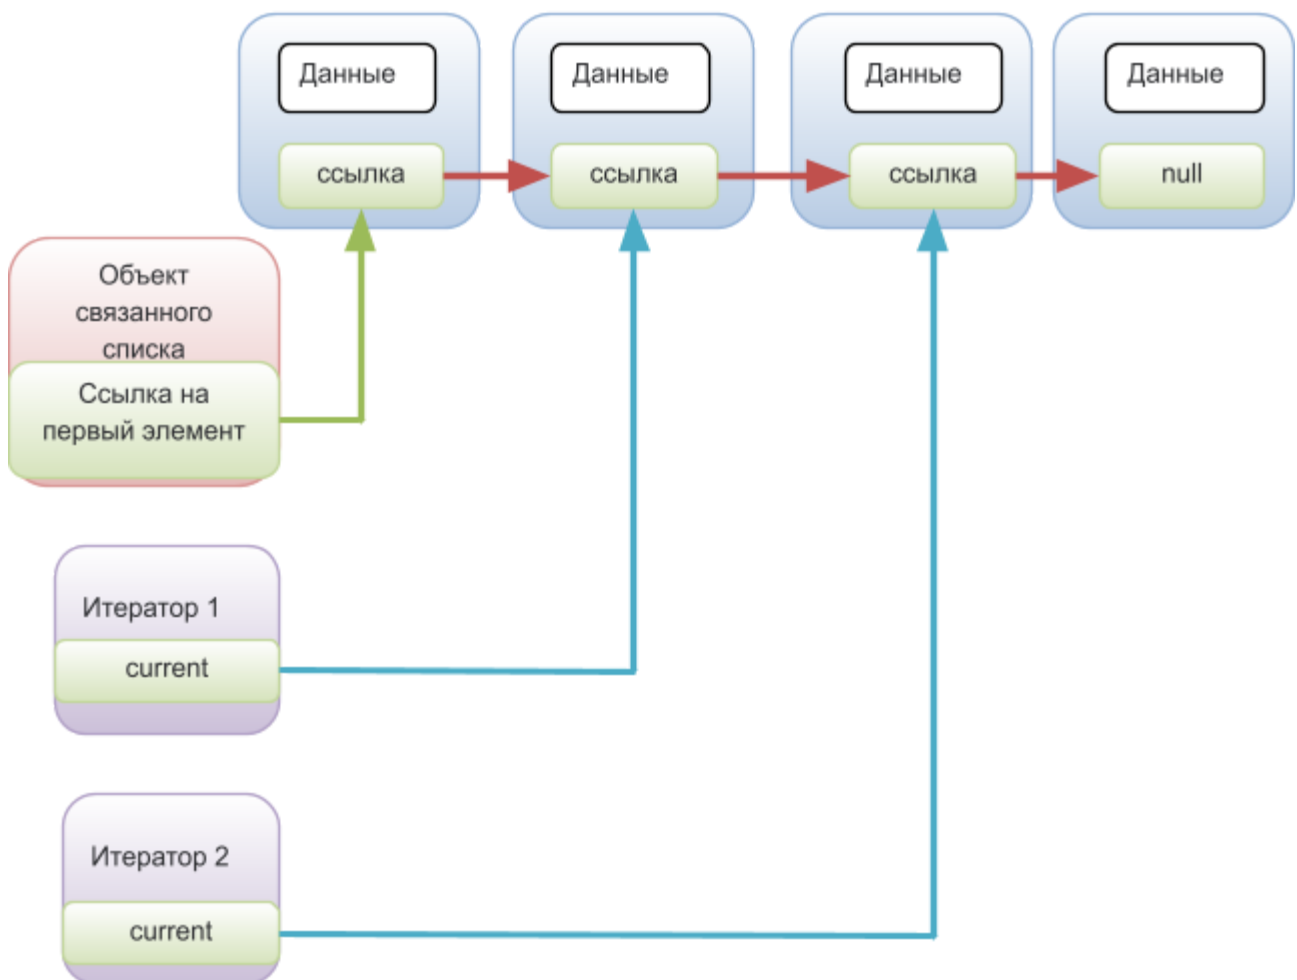 Данные
Данные
Данные
Данные
ссылка
ссылка
ссылка
null
Объект
связанного
списка
Ссылка на
первый элемент
Итератор 1
current
Итератор 2
current